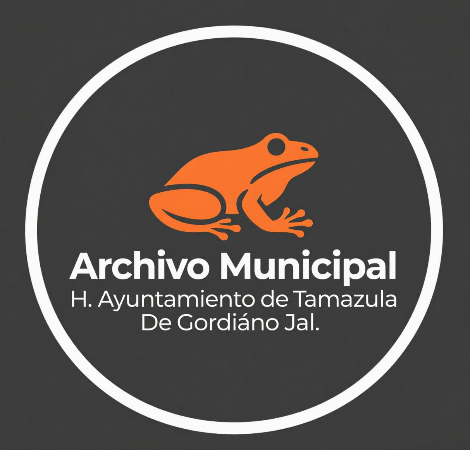 Archivo Municipal
H. Ayuntamiento de Tamazula
De Gordiáno Jal.